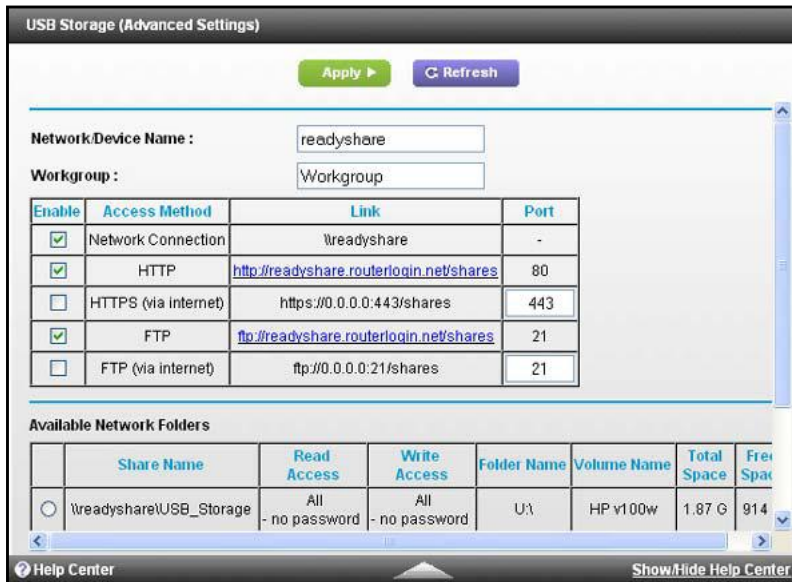 USB Storage (Advanced Settings)
Apply
Refresh
Network/Device Name :
readyshare
Workgroup :
Workgroup
Enable Access Method Link Port
Network Connection \\readyshare -
HTTP http://readyshare.routerlogin.net/shares 80
HTTPS (via internet) https://0.0.0.0:443/shares 443
FTP ftp://readyshare.routerlogin.net/shares 21
FTP (via internet) ftp://0.0.0.0:21/shares 21
Available Network Folders
Share Name Read Access Write Access Folder Name Volume Name Total Space
\\readyshare\USB_Storage All - no password All - no password U:\ HP v100w 1.87 G 914
Help Center
Show/Hide Help Center